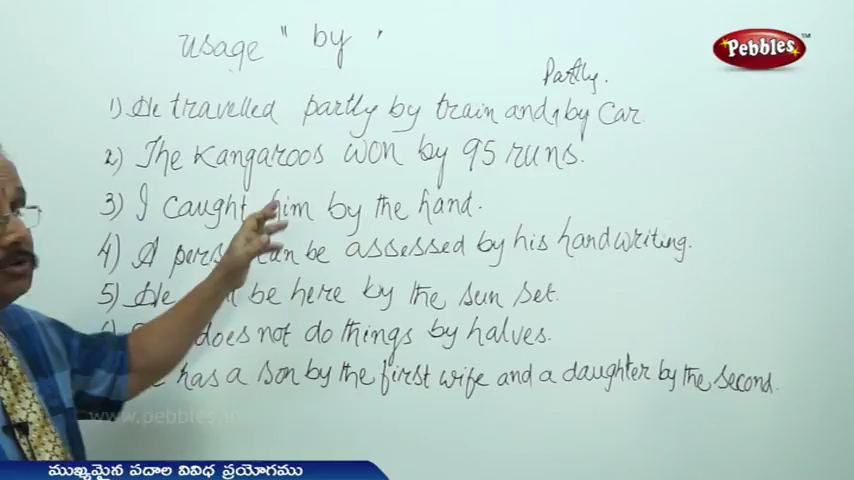 usage " by '
Pebbles TM
Partly.
1) He travelled partly by train and, by car.
2) The Kangaroos won by 95 runs.
3) I caught him by the hand.
4) A person can be assessed by his handwriting.
5) He be here by the sun set.
does not do things by halves.
has a son by the first wife and a daughter by the second.
www.pebbles.in
ముఖ్యమైన పదాల వివిధ ప్రయోగము